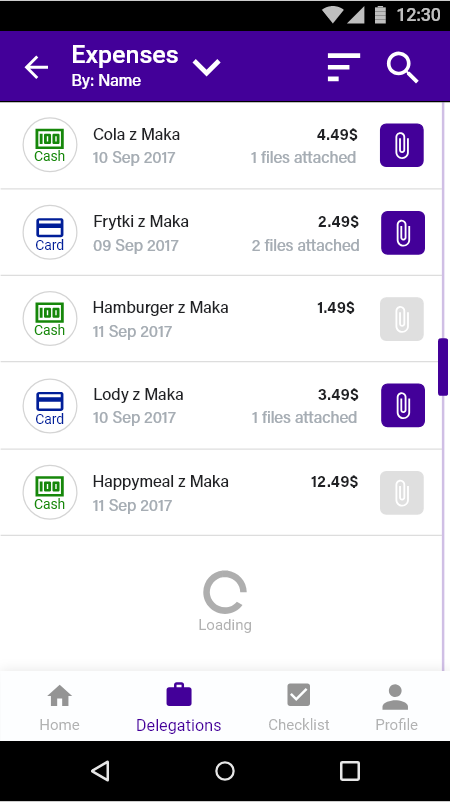 12:30
Expenses
By: Name
Cola z Maka 4.49$
100
Cash
10 Sep 2017 1 files attached
Frytki z Maka 2.49$
Card
09 Sep 2017 2 files attached
Hamburger z Maka 1.49$
100
Cash
11 Sep 2017
Lody z Maka 3.49$
Card
10 Sep 2017 1 files attached
Happymeal z Maka 12.49$
100
Cash
11 Sep 2017
Loading
Home Delegations Checklist Profile